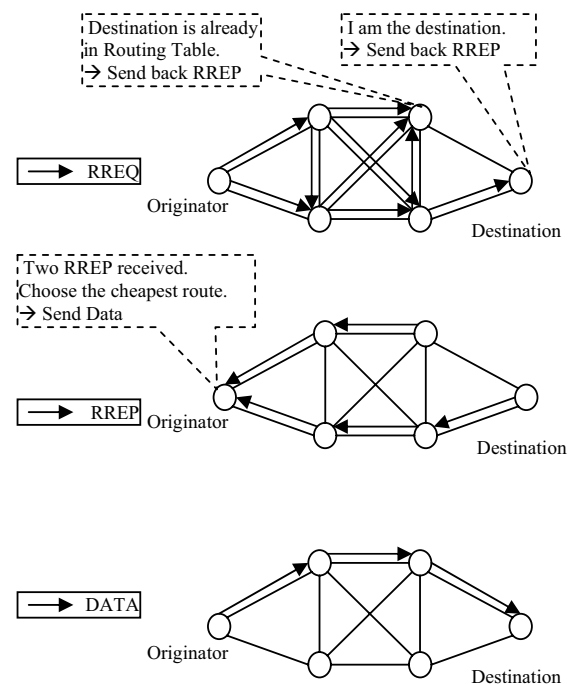 Destination is already
in Routing Table.
→ Send back RREP
I am the destination.
→ Send back RREP
RREQ
Originator
Destination
Two RREP received.
Choose the cheapest route.
→ Send Data
RREP
Originator
Destination
DATA
Originator
Destination